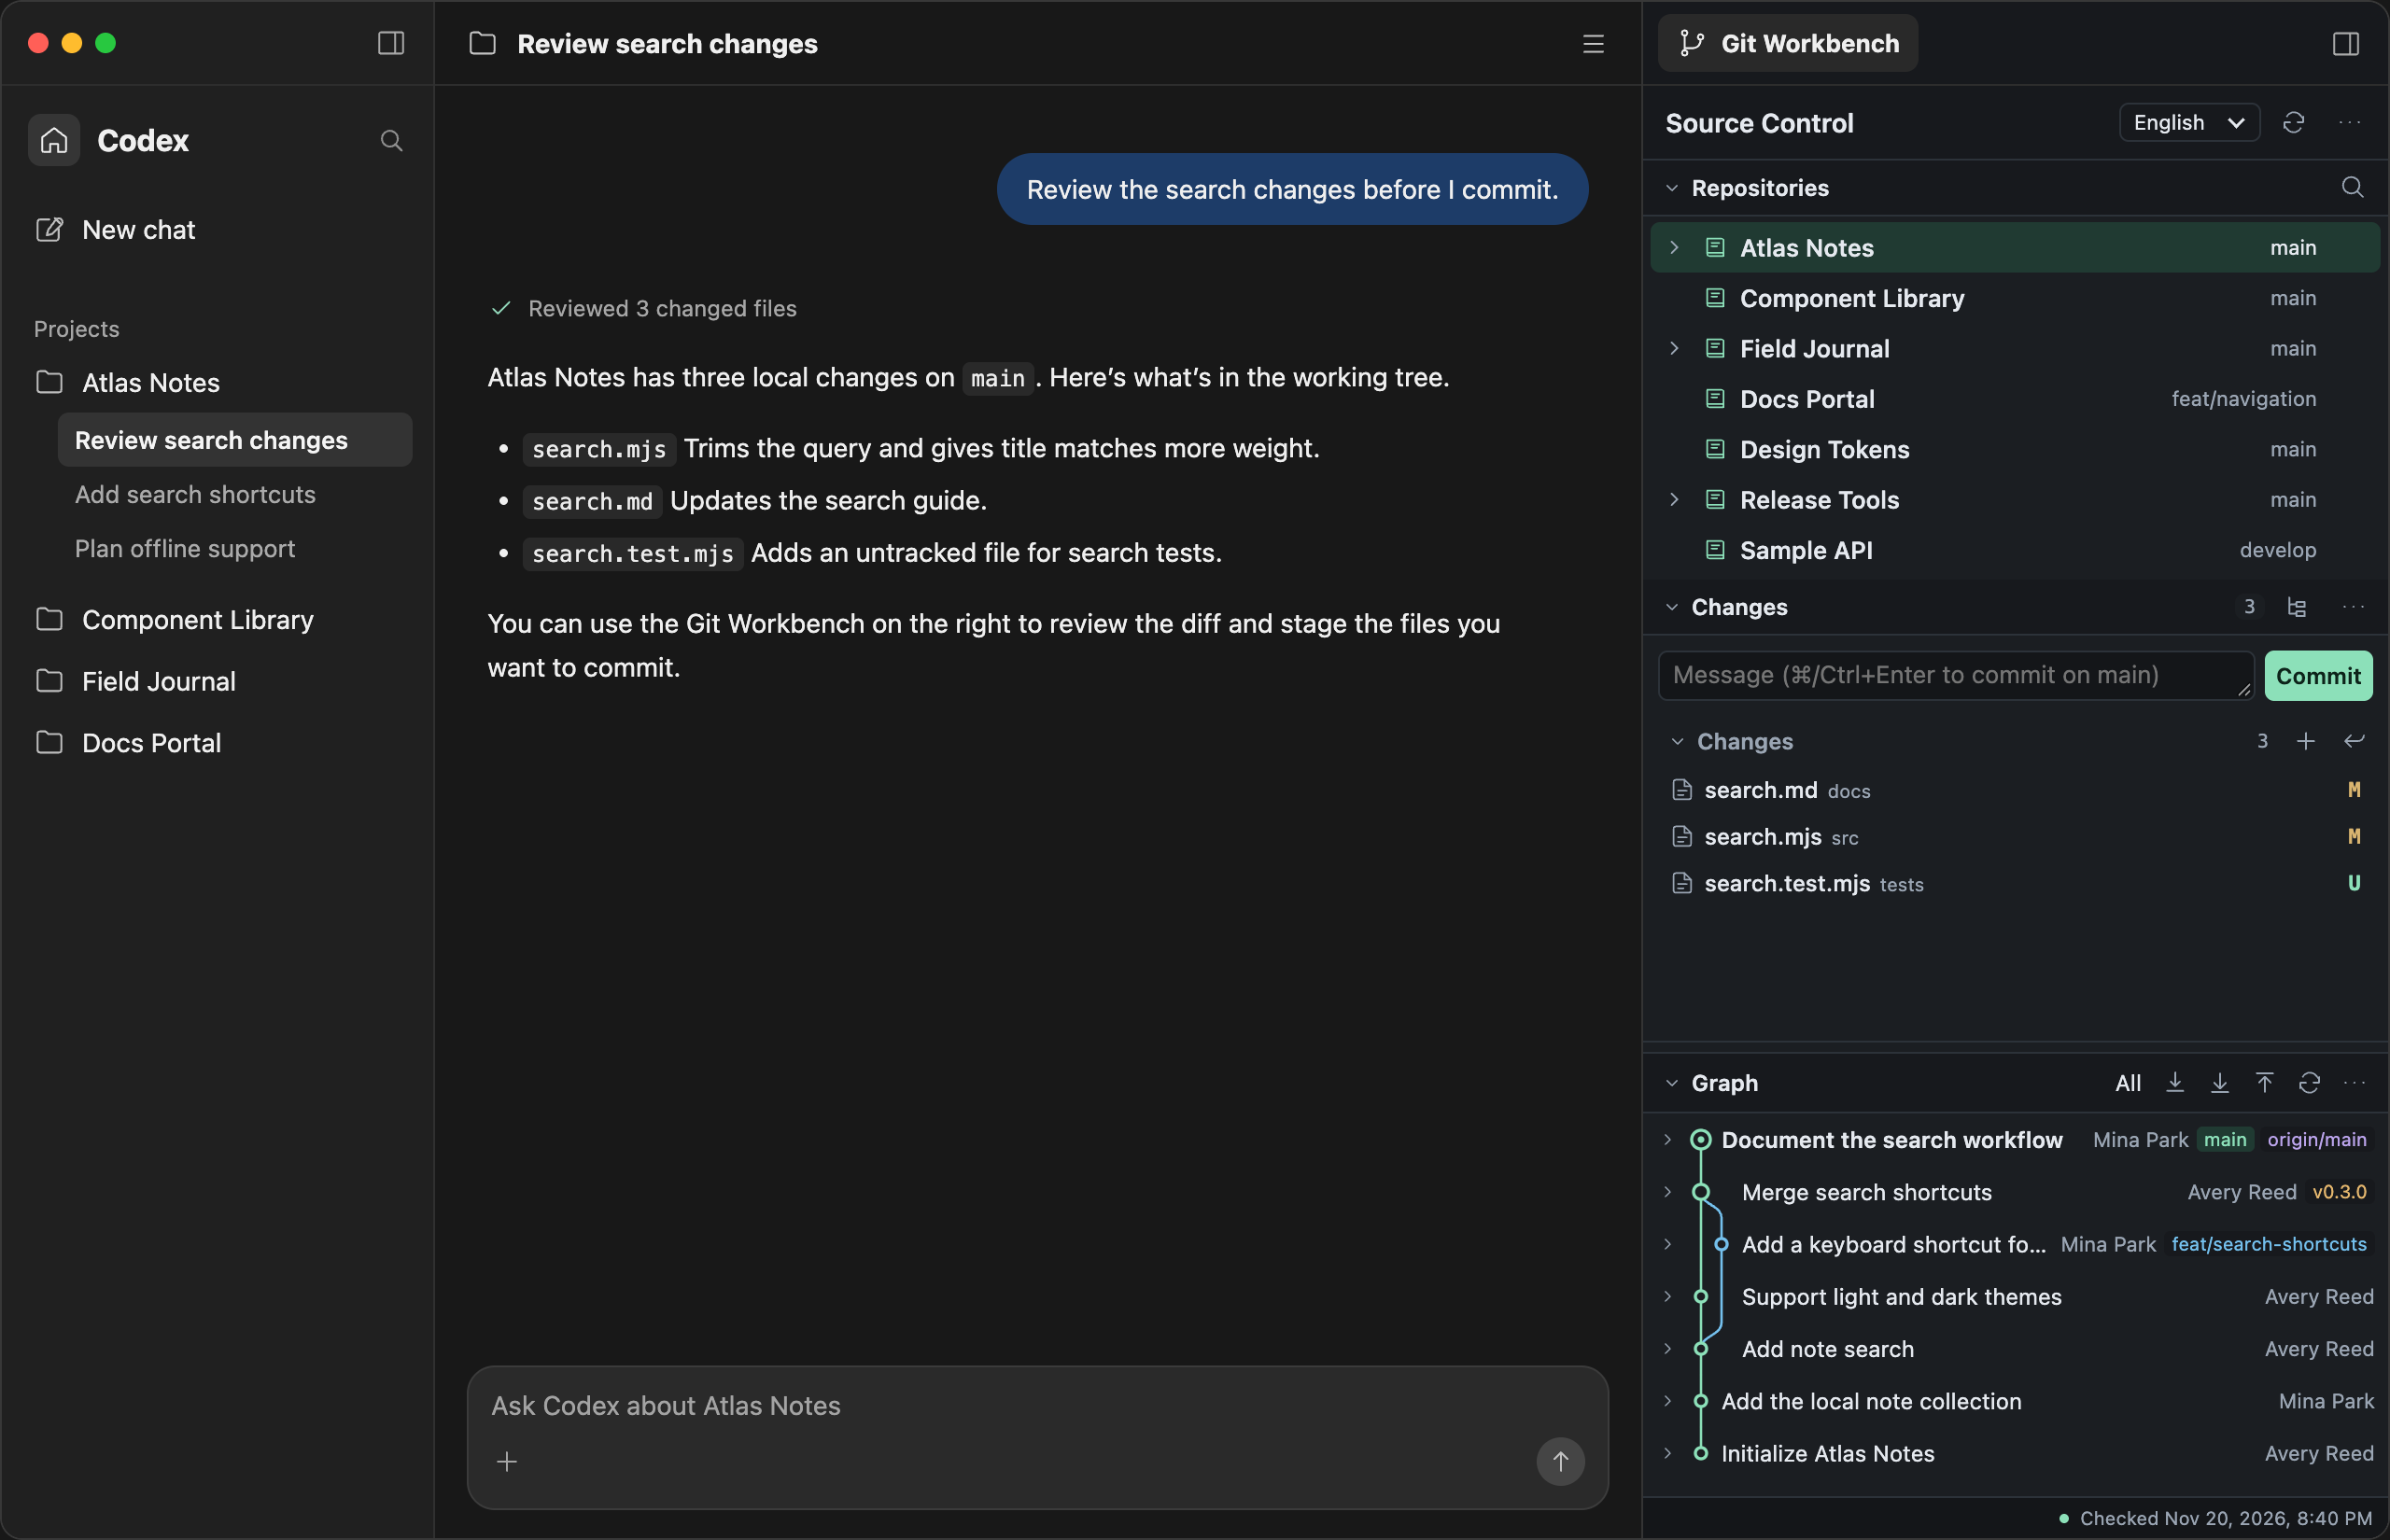 Codex
New chat
Projects
Atlas Notes
Review search changes
Add search shortcuts
Plan offline support
Component Library
Field Journal
Docs Portal
Review search changes
Review the search changes before I commit.
Reviewed 3 changed files
Atlas Notes has three local changes on main. Here’s what’s in the working tree.
• search.mjs Trims the query and gives title matches more weight.
• search.md Updates the search guide.
• search.test.mjs Adds an untracked file for search tests.
You can use the Git Workbench on the right to review the diff and stage the files you
want to commit.
Ask Codex about Atlas Notes
Git Workbench
Source Control English
Repositories
Atlas Notes main
Component Library main
Field Journal main
Docs Portal feat/navigation
Design Tokens main
Release Tools main
Sample API develop
Changes 3
Message (⌘/Ctrl+Enter to commit on main) Commit
Changes 3
search.md docs M
search.mjs src M
search.test.mjs tests U
Graph All
Document the search workflow Mina Park main origin/main
Merge search shortcuts Avery Reed v0.3.0
Add a keyboard shortcut fo... Mina Park feat/search-shortcuts
Support light and dark themes Avery Reed
Add note search Avery Reed
Add the local note collection Mina Park
Initialize Atlas Notes Avery Reed
Checked Nov 20, 2026, 8:40 PM